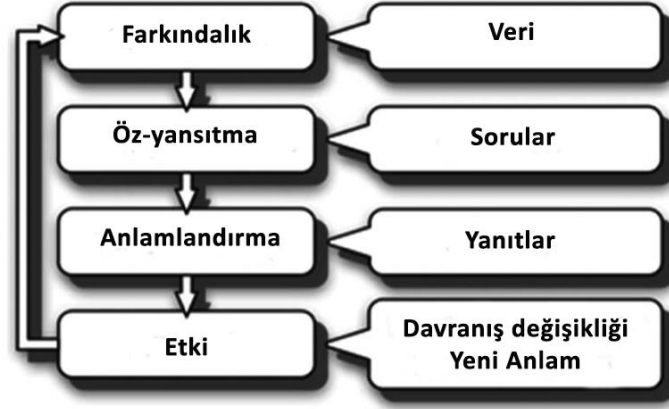 Farkındalık
Veri
Öz-yansıtma
Sorular
Anlamlandırma
Yanıtlar
Etki
Davranış değişikliği
Yeni Anlam